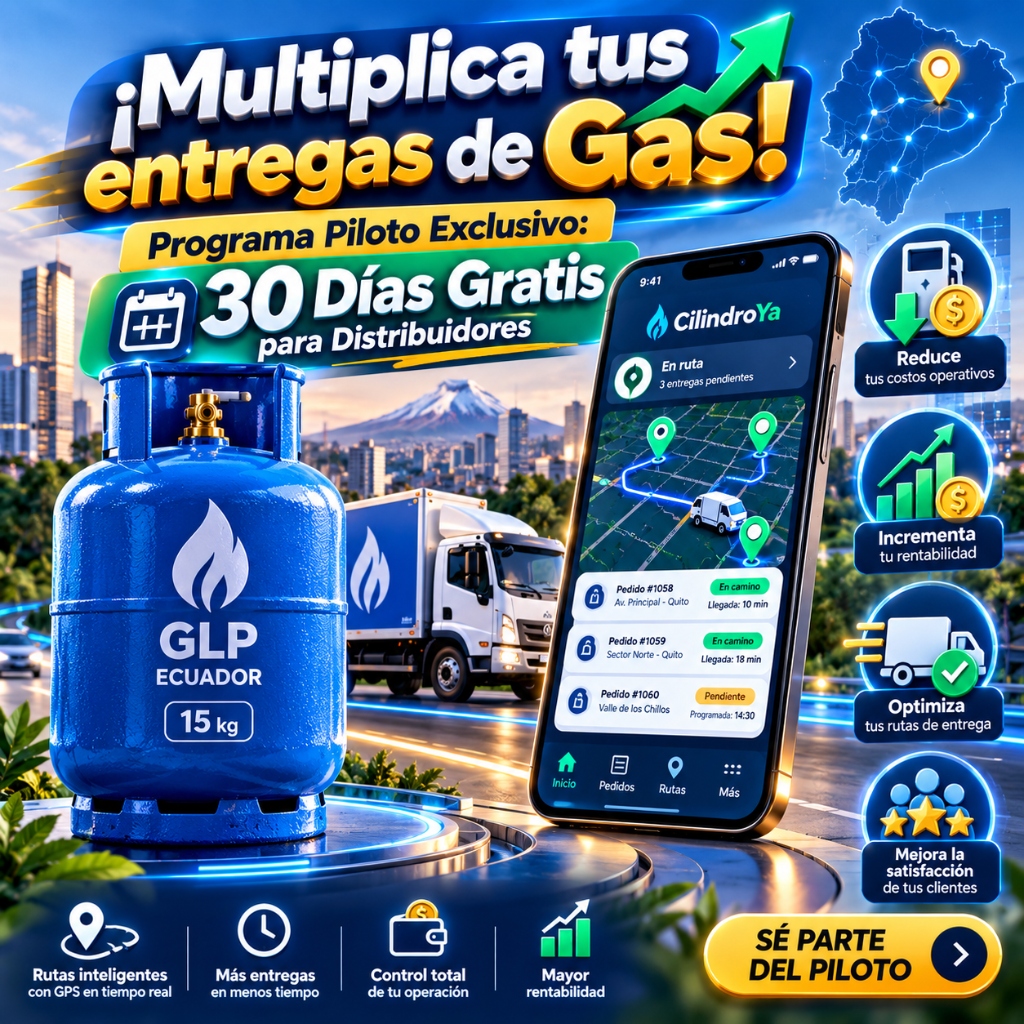 ¡Multiplica tus
entregas de Gas!
Programa Piloto Exclusivo:
30 Días Gratis
para Distribuidores
GLP
ECUADOR
15 kg
9:41
CilindroYa
En ruta
3 entregas pendientes
Pedido #1058
Av. Principal - Quito
En camino
Llegada: 10 min
Pedido #1059
Sector Norte - Quito
En camino
Llegada: 18 min
Pedido #1060
Valle de los Chillos
Pendiente
Programada: 14:30
Inicio
Pedidos
Rutas
Más
Reduce
tus costos operativos
Incrementa
tu rentabilidad
Optimiza
tus rutas de entrega
Mejora la
satisfacción
de tus clientes
Rutas inteligentes
con GPS en tiempo real
Más entregas
en menos tiempo
Control total
de tu operación
Mayor
rentabilidad
SÉ PARTE
DEL PILOTO